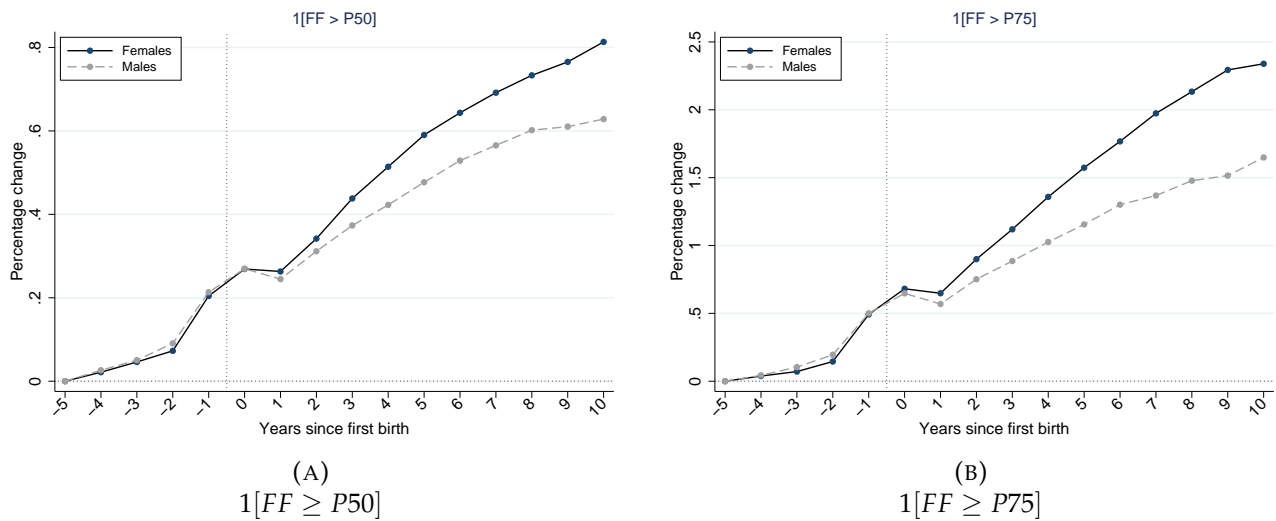 1[FF > P50]
Females
Males
Percentage change
.8
.6
.4
.2
0
−5 −4 −3 −2 −1 0 1 2 3 4 5 6 7 8 9 10
Years since first birth
(A)
1[FF ≥ P50]
1[FF > P75]
Females
Males
Percentage change
2.5
2
1.5
1
.5
0
−5 −4 −3 −2 −1 0 1 2 3 4 5 6 7 8 9 10
Years since first birth
(B)
1[FF ≥ P75]